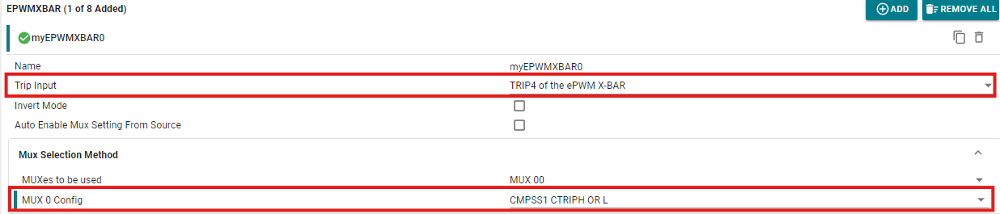 EPWMXBAR (1 of 8 Added)
ADD
REMOVE ALL
myEPWMXBAR0
Name myEPWMXBAR0
Trip Input TRIP4 of the ePWM X-BAR
Invert Mode
Auto Enable Mux Setting From Source
Mux Selection Method
MUXes to be used MUX 00
MUX 0 Config CMPSS1 CTRIPH OR L